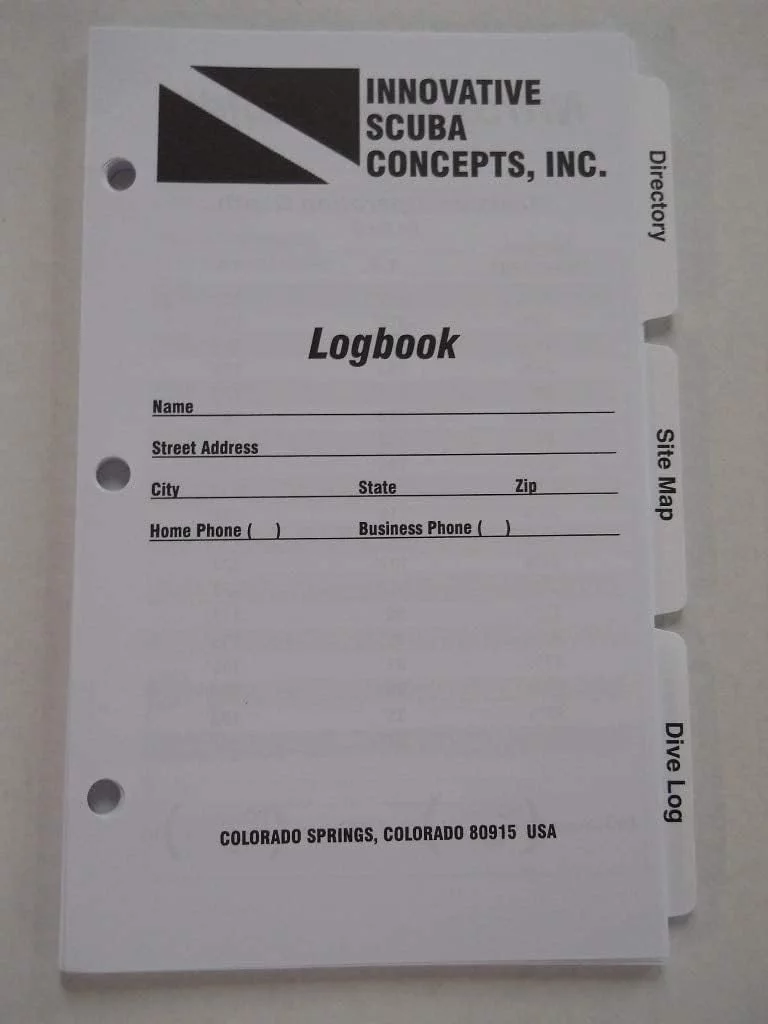 INNOVATIVE
SCUBA
CONCEPTS, INC.
Logbook
Name
Street Address
City State Zip
Home Phone ( ) Business Phone ( )
COLORADO SPRINGS, COLORADO 80915 USA
Directory
Site Map
Dive Log